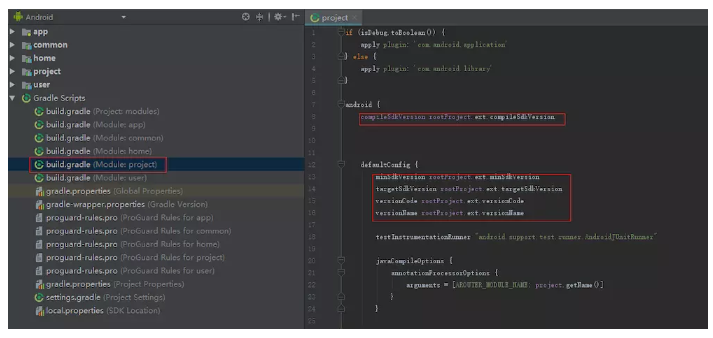 Android
app
common
home
project
user
Gradle Scripts
build.gradle (Project: modules)
build.gradle (Module: app)
build.gradle (Module: common)
build.gradle (Module: home)
build.gradle (Module: project)
build.gradle (Module: user)
gradle.properties (Global Properties)
gradle-wrapper.properties (Gradle Version)
proguard-rules.pro (ProGuard Rules for app)
proguard-rules.pro (ProGuard Rules for common)
proguard-rules.pro (ProGuard Rules for home)
proguard-rules.pro (ProGuard Rules for project)
proguard-rules.pro (ProGuard Rules for user)
gradle.properties (Project Properties)
settings.gradle (Project Settings)
local.properties (SDK Location)
project
1 if (isDebug.toBoolean()) {
2 apply plugin: 'com.android.application'
3 } else {
4 apply plugin: 'com.android.library'
5 }
6
7 android {
8 compileSdkVersion rootProject.ext.compileSdkVersion
9
10
11
12 defaultConfig {
13 minSdkVersion rootProject.ext.minSdkVersion
14 targetSdkVersion rootProject.ext.targetSdkVersion
15 versionCode rootProject.ext.versionCode
16 versionName rootProject.ext.versionName
17
18 testInstrumentationRunner "android.support.test.runner.AndroidJUnitRunner"
19
20 javaCompileOptions {
21 annotationProcessorOptions {
22 arguments = [AROUTER_MODULE_NAME: project.getName()]
23 }
24 }
25